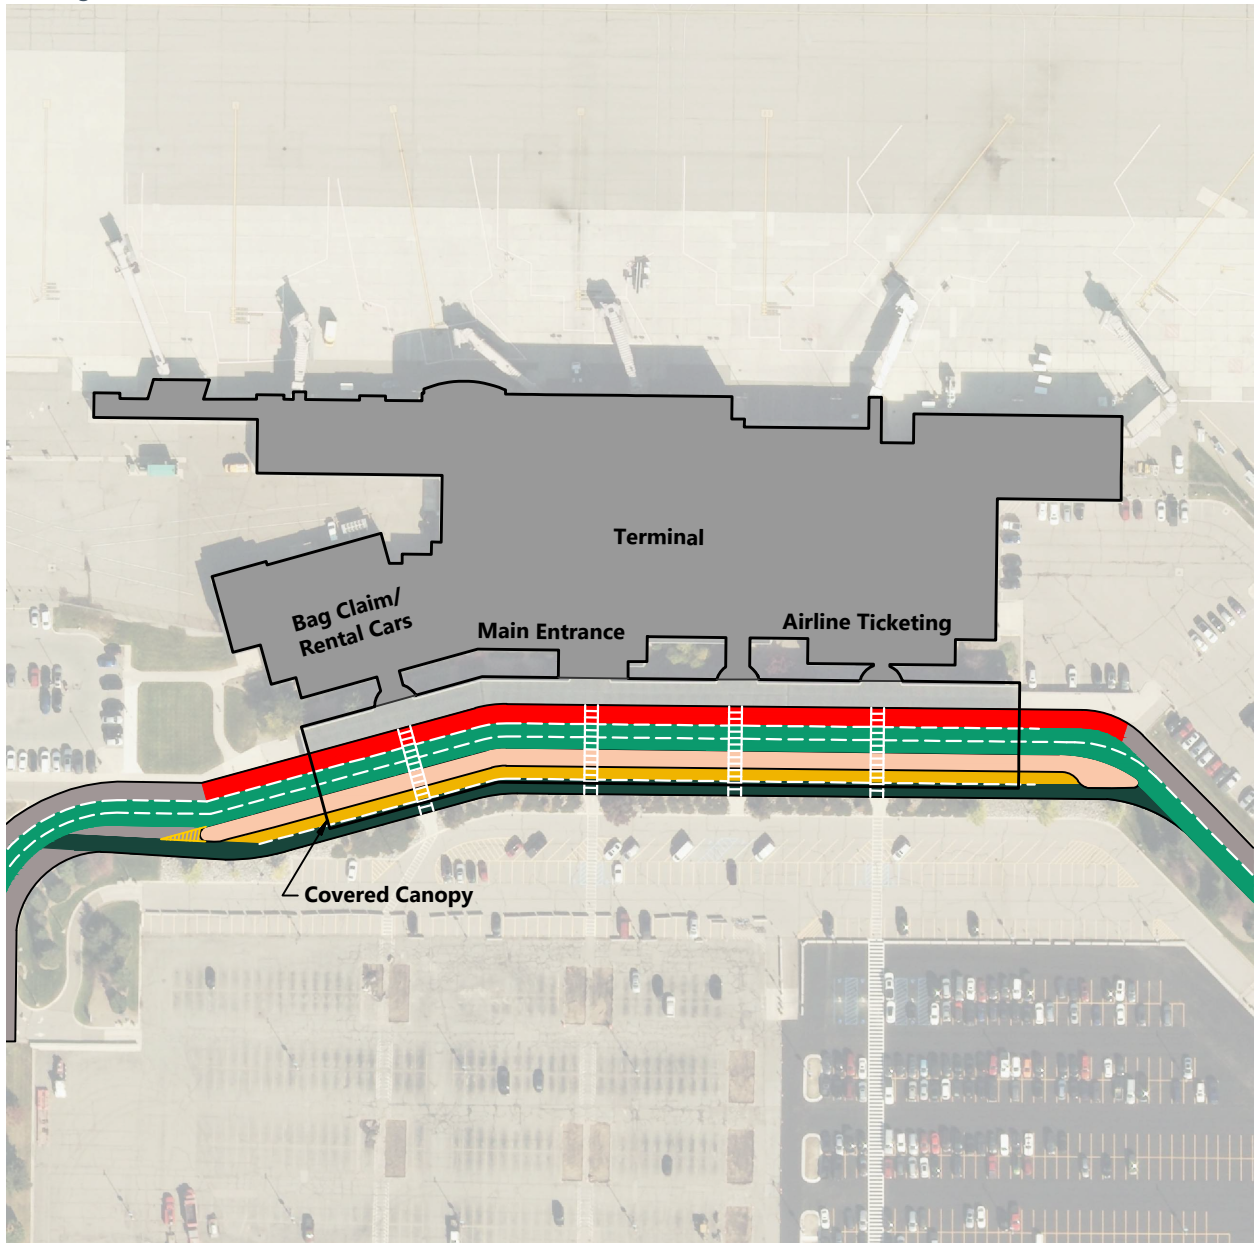 Terminal
Bag Claim/
Rental Cars
Main Entrance
Airline Ticketing
Covered Canopy